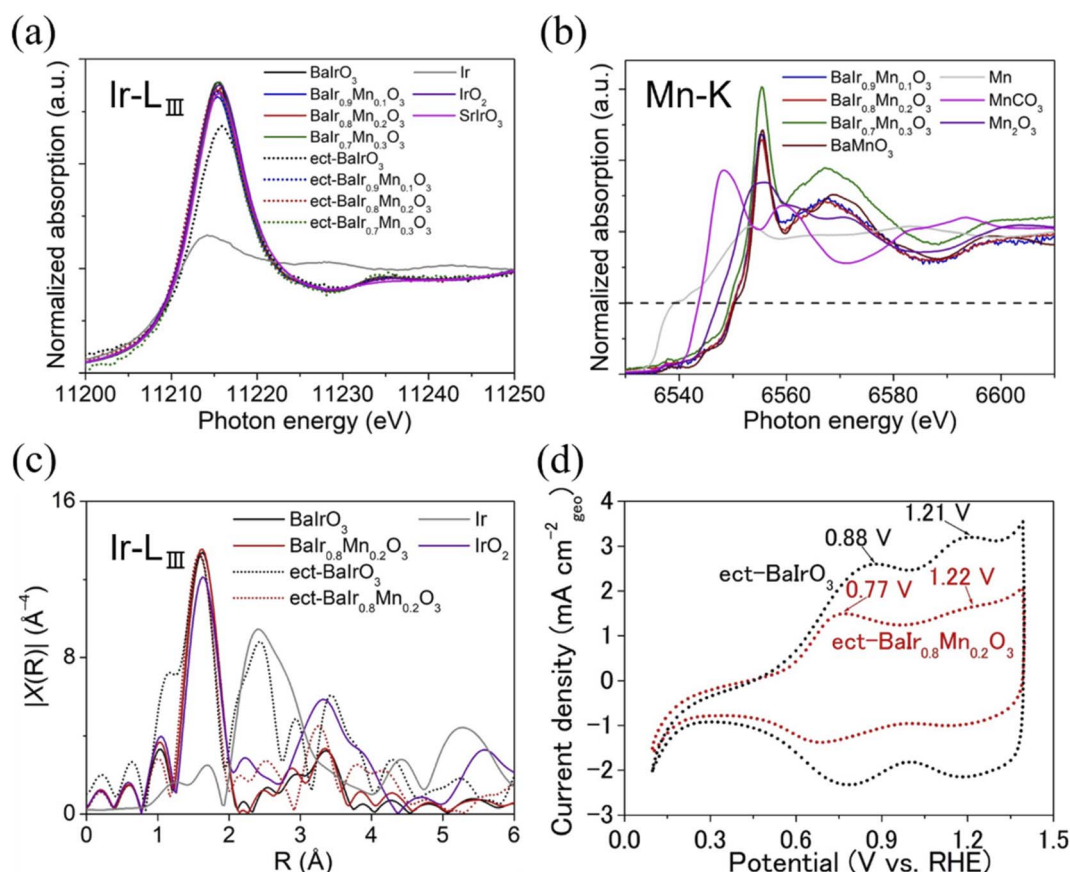 (a)
Ir-LⅢ
BaIrO3
BaIr0.9Mn0.1O3
BaIr0.8Mn0.2O3
BaIr0.7Mn0.3O3
ect-BaIrO3
ect-BaIr0.9Mn0.1O3
ect-BaIr0.8Mn0.2O3
ect-BaIr0.7Mn0.3O3
Ir
IrO2
SrIrO3
Normalized absorption (a.u.)
11200 11210 11220 11230 11240 11250
Photon energy (eV)
(b)
Mn-K
BaIr0.9Mn0.1O3
BaIr0.8Mn0.2O3
BaIr0.7Mn0.3O3
BaMnO3
Mn
MnCO3
Mn2O3
Normalized absorption (a.u.)
6540 6560 6580 6600
Photon energy (eV)
(c)
Ir-LⅢ
BaIrO3
BaIr0.8Mn0.2O3
ect-BaIrO3
ect-BaIr0.8Mn0.2O3
Ir
IrO2
|X(R)| (Å-4)
16
8
0
0 1 2 3 4 5 6
R (Å)
(d)
1.21 V
0.88 V
ect-BaIrO3
0.77 V
1.22 V
ect-BaIr0.8Mn0.2O3
Current density (mA cm-2geo)
4
3
2
1
0
-1
-2
-3
0.0 0.3 0.6 0.9 1.2 1.5
Potential (V vs. RHE)